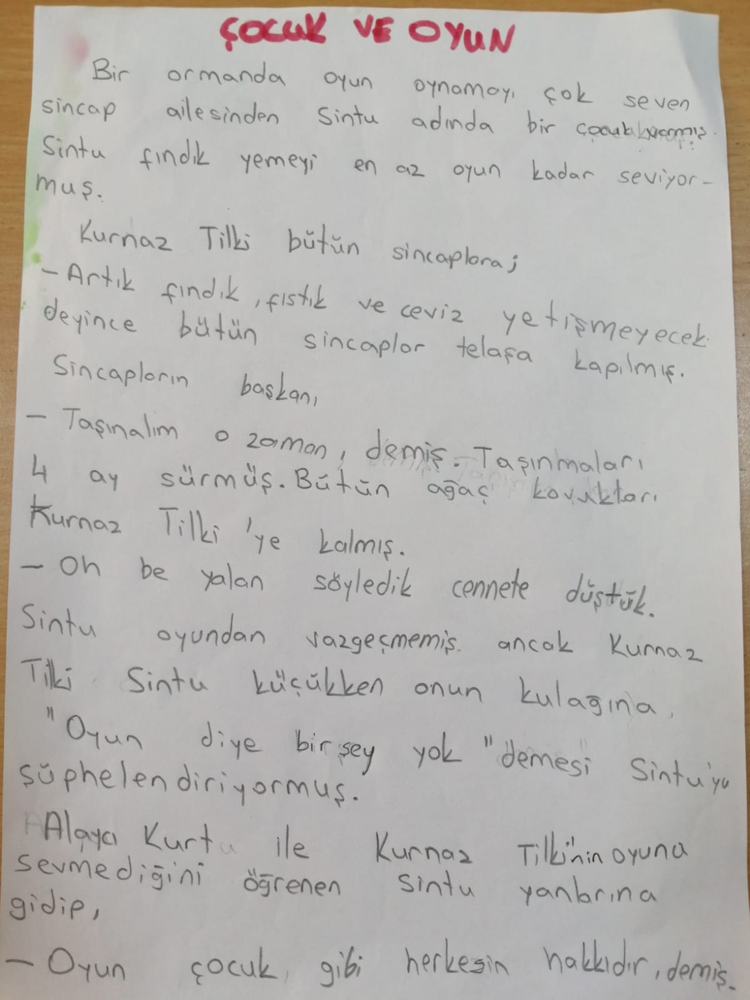 ÇOCUK VE OYUN
Bir ormanda oyun oynamayı çok seven
sincap ailesinden Sintu adında bir çocuk varmış.
Sintu fındık yemeyi en az oyun kadar seviyor-
muş.
Kurnaz Tilki bütün sincaplara;
- Artık fındık, fıstık ve ceviz yetişmeyecek
deyince bütün sincaplar telaşa kapılmış.
Sincapların başkanı,
- Taşınalım o zaman, demiş. Taşınmaları
4 ay sürmüş. Bütün ağaç kovukları
Kurnaz Tilki'ye kalmış.
- Oh be yalan söyledik cennete düştük.
Sintu oyundan vazgeçmemiş. ancak Kurnaz
Tilki Sintu küçükken onun kulağına,
"Oyun diye birşey yok" demesi Sintu'yu
şüphelendiriyormuş.
Alaycı Kurt ile Kurnaz Tilki'nin oyuna
sevmediğini öğrenen Sintu yanlarına
gidip,
- Oyun çocuk, gibi herkesin hakkıdır, demiş.